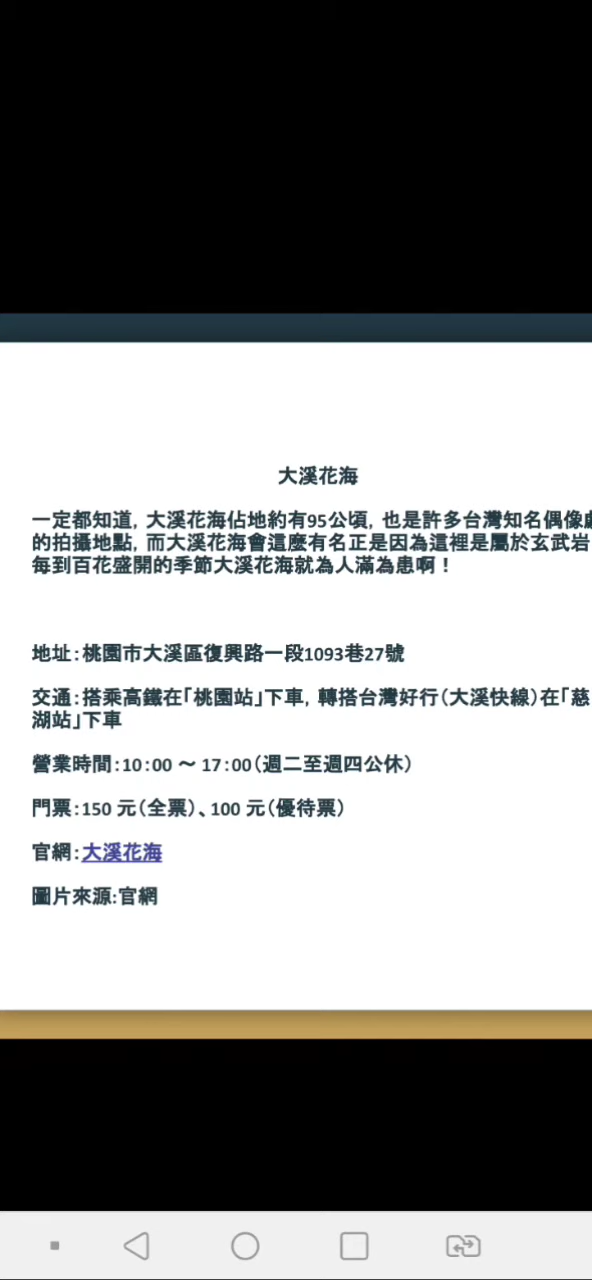 大溪花海
一定都知道, 大溪花海佔地約有95公頃, 也是許多台灣知名偶像劇
的拍攝地點, 而大溪花海會這麼有名正是因為這裡是屬於玄武岩
每到百花盛開的季節大溪花海就為人滿為患啊！
地址：桃園市大溪區復興路一段1093巷27號
交通：搭乘高鐵在「桃園站」下車, 轉搭台灣好行（大溪快線）在「慈
湖站」下車
營業時間：10：00 ～ 17：00（週二至週四公休）
門票：150 元（全票）、100 元（優待票）
官網：大溪花海
圖片來源:官網